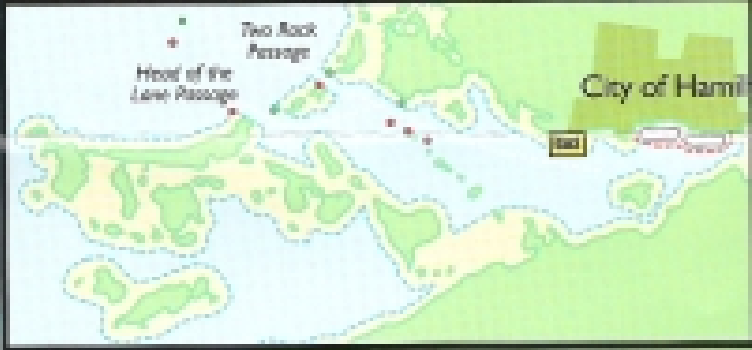 Two Rock
Passage
Head of the
Lane Passage
City of Hamil